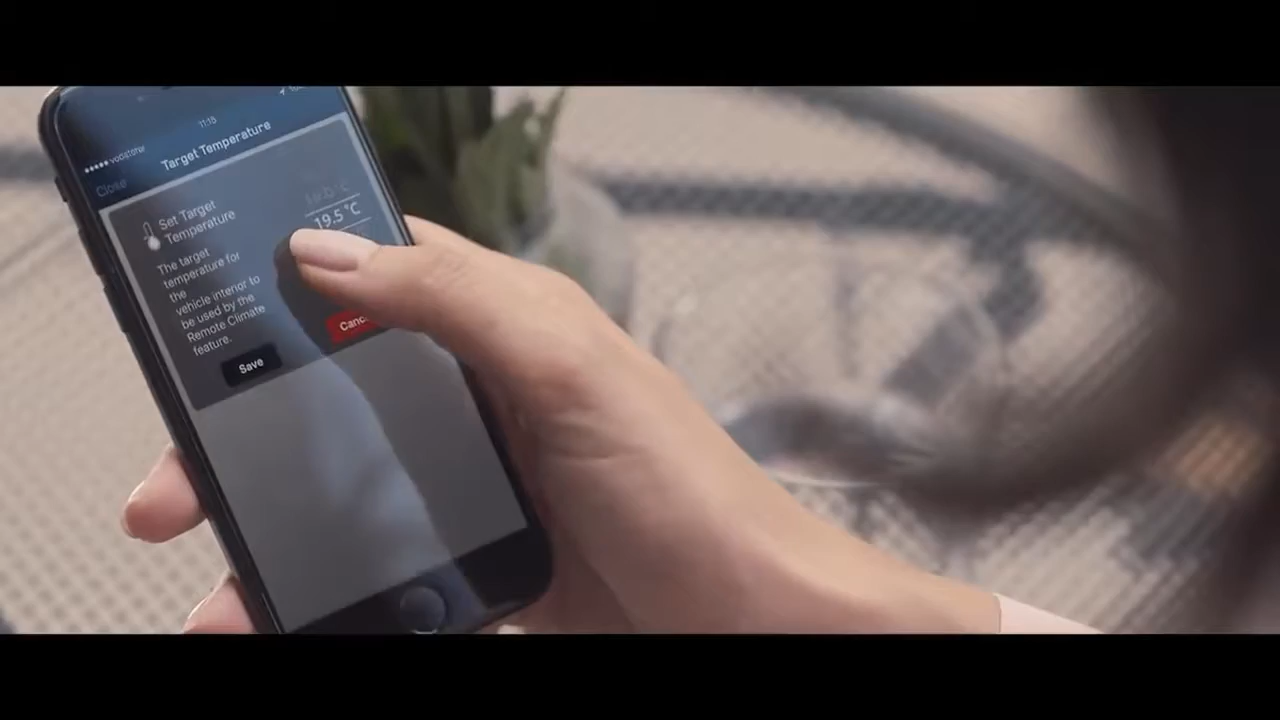 11:15
vodafone
Target Temperature
Close
Set Target
Temperature
19.5 °C
The target
temperature for
the
vehicle interior to
be used by the
Remote Climate
feature.
Save